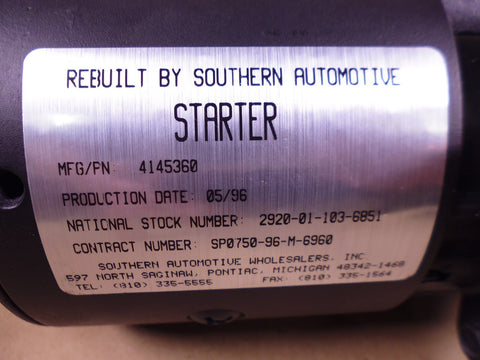 REBUILT BY SOUTHERN AUTOMOTIVE
STARTER
MFG/PN: 4145360
PRODUCTION DATE: 05/96
NATIONAL STOCK NUMBER: 2920-01-103-6851
CONTRACT NUMBER: SP0750-96-M-6960
SOUTHERN AUTOMOTIVE WHOLESALERS, INC
597 NORTH SAGINAW, PONTIAC, MICHIGAN 48342-1468
TEL: (810) 335-5555 FAX: (810) 335-1564